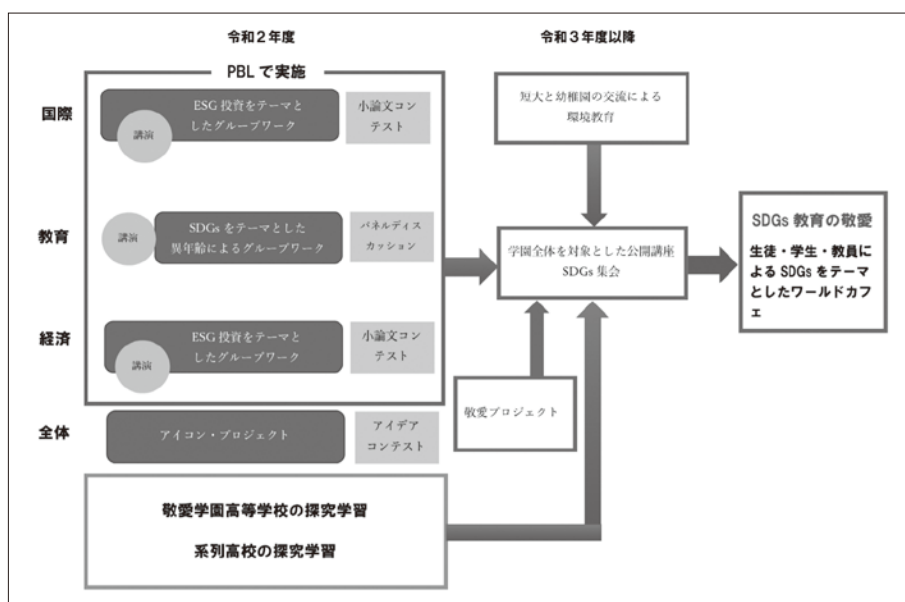 令和２年度
令和３年度以降
PBL で実施
国際
ESG 投資をテーマと
したグループワーク
講演
小論文コン
テスト
教育
講演
SDGs をテーマとした
異年齢によるグループワーク
パネルディス
カッション
経済
ESG 投資をテーマと
したグループワーク
講演
小論文コン
テスト
全体
アイコン・プロジェクト
アイデア
コンテスト
敬愛学園高等学校の探究学習
系列高校の探究学習
短大と幼稚園の交流による
環境教育
学園全体を対象とした公開講座
SDGs 集会
敬愛プロジェクト
SDGs 教育の敬愛
生徒・学生・教員に
よる SDGs をテーマ
としたワールドカフ
ェ